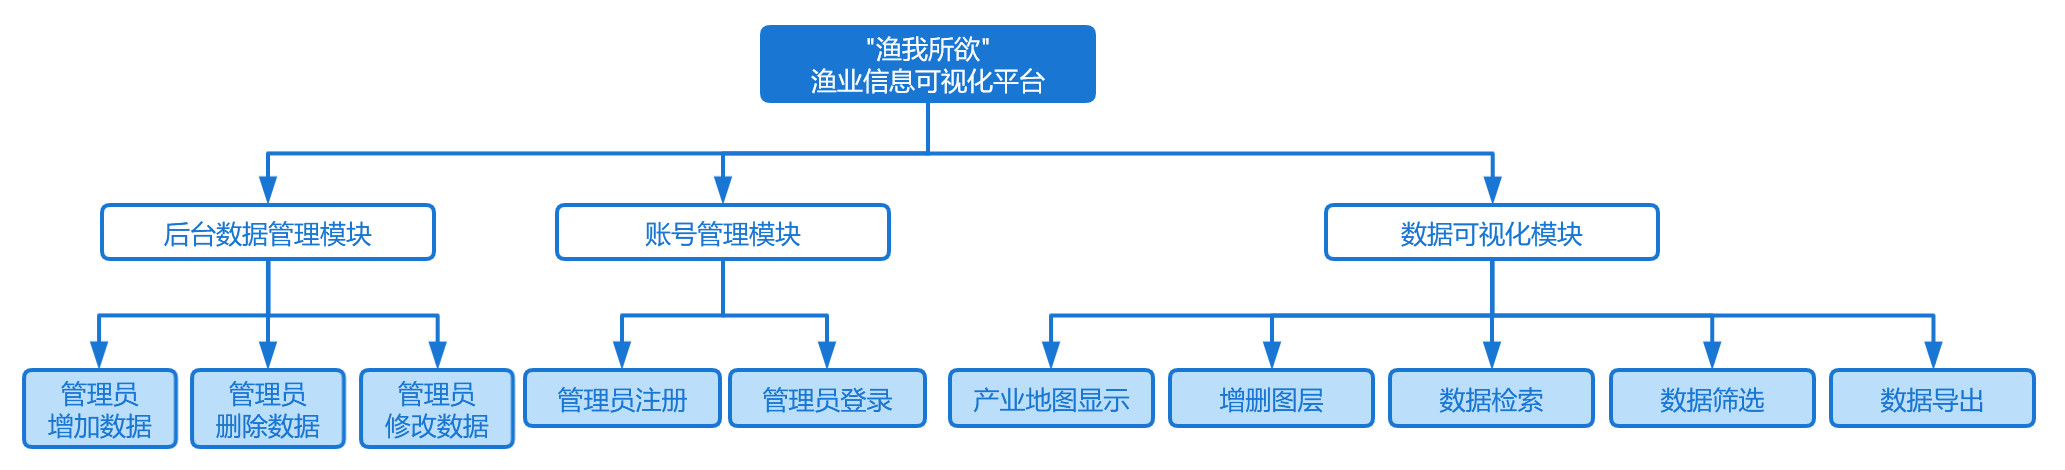 "渔我所欲"
渔业信息可视化平台
后台数据管理模块
账号管理模块
数据可视化模块
管理员
增加数据
管理员
删除数据
管理员
修改数据
管理员注册
管理员登录
产业地图显示
增删图层
数据检索
数据筛选
数据导出